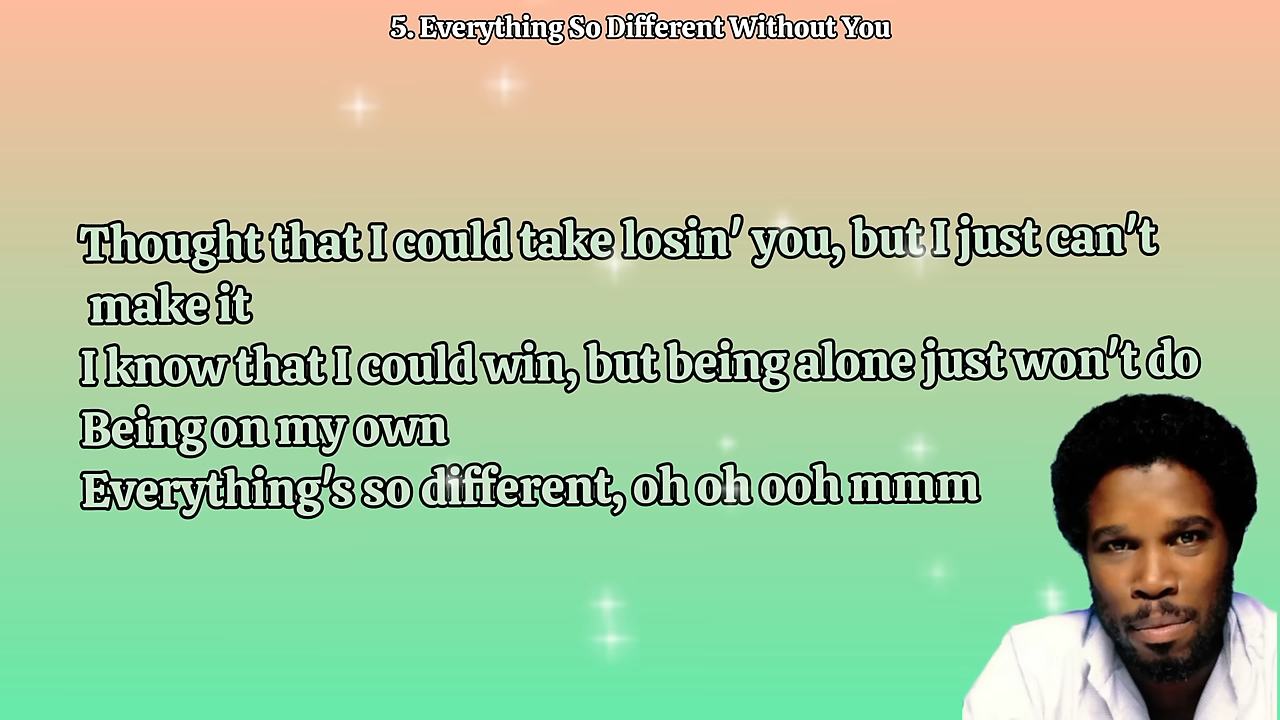 5. Everything So Different Without You
Thought that I could take losin' you, but I just can't
make it
I know that I could win, but being alone just won't do
Being on my own
Everything's so different, oh oh ooh mmm